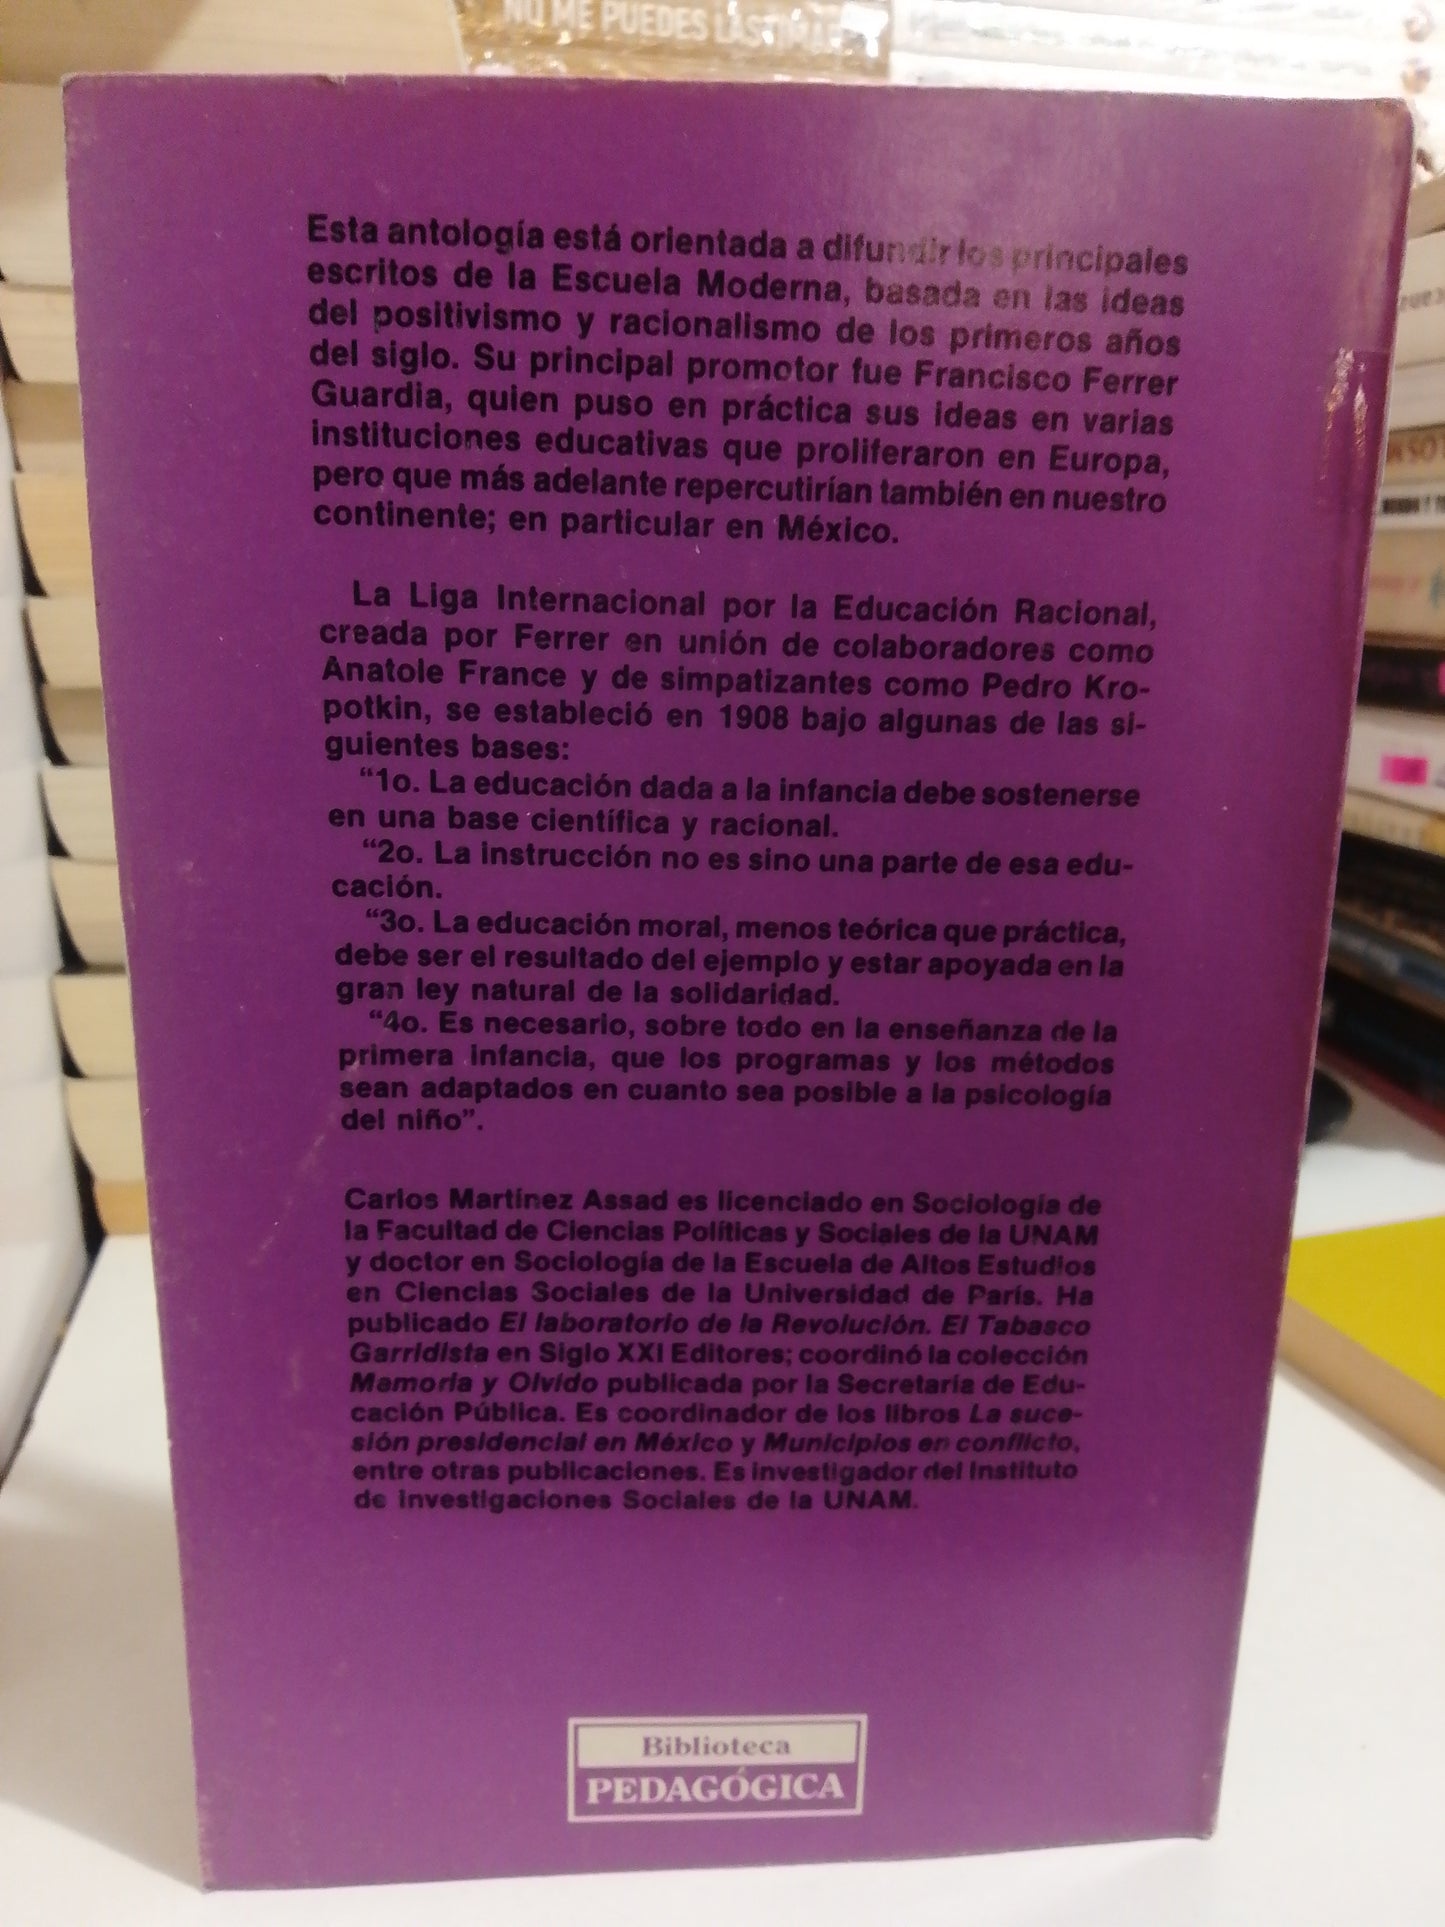 NO ME PUEDES LASTIMAR
Esta antología está orientada a difundir los principales
escritos de la Escuela Moderna, basada en las ideas
del positivismo y racionalismo de los primeros años
del siglo. Su principal promotor fue Francisco Ferrer
Guardia, quien puso en práctica sus ideas en varias
instituciones educativas que proliferaron en Europa,
pero que más adelante repercutirían también en nuestro
continente; en particular en México.
La Liga Internacional por la Educación Racional,
creada por Ferrer en unión de colaboradores como
Anatole France y de simpatizantes como Pedro Kro-
potkin, se estableció en 1908 bajo algunas de las si-
guientes bases:
“1o. La educación dada a la infancia debe sostenerse
en una base científica y racional.
“2o. La instrucción no es sino una parte de esa edu-
cación.
“3o. La educación moral, menos teórica que práctica,
debe ser el resultado del ejemplo y estar apoyada en la
gran ley natural de la solidaridad.
“4o. Es necesario, sobre todo en la enseñanza de la
primera infancia, que los programas y los métodos
sean adaptados en cuanto sea posible a la psicología
del niño”.
Carlos Martínez Assad es licenciado en Sociología de
la Facultad de Ciencias Políticas y Sociales de la UNAM
y doctor en Sociología de la Escuela de Altos Estudios
en Ciencias Sociales de la Universidad de París. Ha
publicado El laboratorio de la Revolución. El Tabasco
Garridista en Siglo XXI Editores; coordinó la colección
Memoria y Olvido publicada por la Secretaría de Edu-
cación Pública. Es coordinador de los libros La suce-
sión presidencial en México y Municipios en conflicto,
entre otras publicaciones. Es investigador del Instituto
de Investigaciones Sociales de la UNAM.
Biblioteca
PEDAGÓGICA